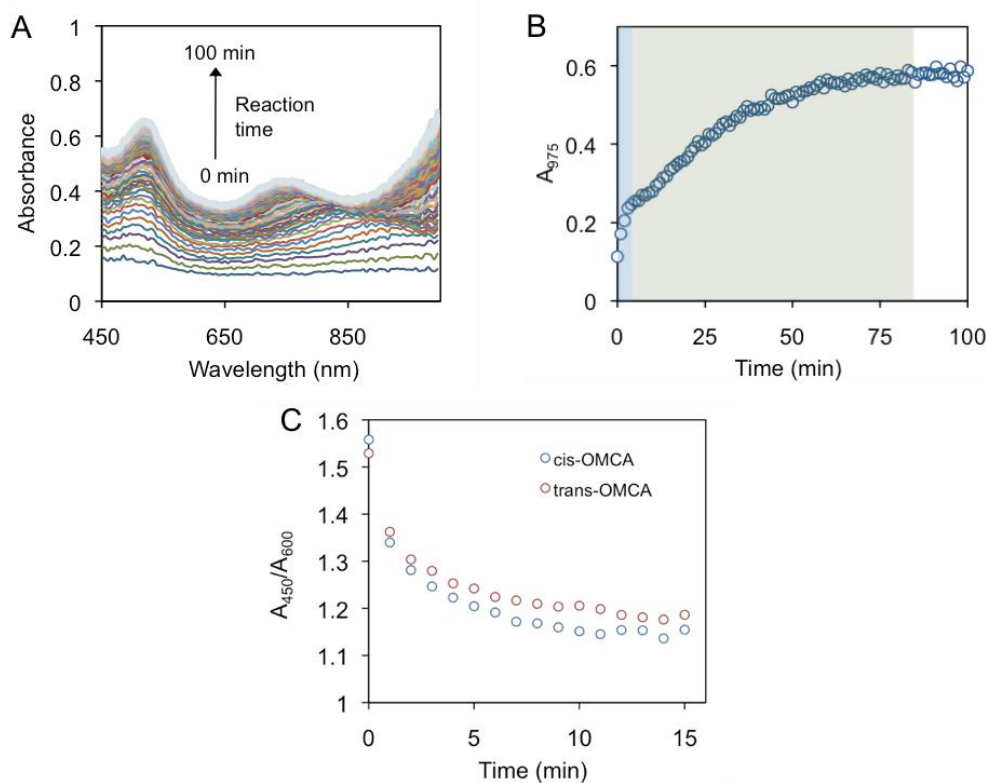 A
1
0.8
0.6
0.4
0.2
0
Absorbance
100 min
Reaction
time
0 min
450 650 850
Wavelength (nm)
B
0.6
0.4
0.2
0
A975
0 25 50 75 100
Time (min)
C
1.6
1.5
1.4
1.3
1.2
1.1
1
A450/A600
cis-OMCA
trans-OMCA
0 5 10 15
Time (min)